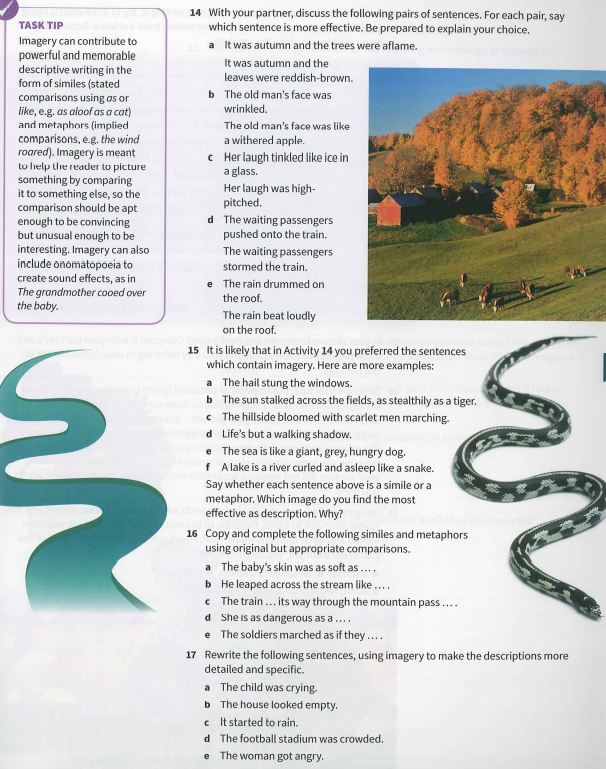 TASK TIP
Imagery can contribute to
powerful and memorable
descriptive writing in the
form of similes (stated
comparisons using as or
like, e.g. as aloof as a cat)
and metaphors (implied
comparisons, e.g. the wind
roared). Imagery is meant
to help the reader to picture
something by comparing
it to something else, so the
comparison should be apt
enough to be convincing
but unusual enough to be
interesting. Imagery can also
include onomatopoeia to
create sound effects, as in
The grandmother cooed over
the baby.
14 With your partner, discuss the following pairs of sentences. For each pair, say
which sentence is more effective. Be prepared to explain your choice.
a It was autumn and the trees were aflame.
It was autumn and the
leaves were reddish-brown.
b The old man's face was
wrinkled.
The old man's face was like
a withered apple.
c Her laugh tinkled like ice in
a glass.
Her laugh was high-
pitched.
d The waiting passengers
pushed onto the train.
The waiting passengers
stormed the train.
e The rain drummed on
the roof.
The rain beat loudly
on the roof.
15 It is likely that in Activity 14 you preferred the sentences
which contain imagery. Here are more examples:
a The hail stung the windows.
b The sun stalked across the fields, as stealthily as a tiger.
c The hillside bloomed with scarlet men marching.
d Life's but a walking shadow.
e The sea is like a giant, grey, hungry dog.
f A lake is a river curled and asleep like a snake.
Say whether each sentence above is a simile or a
metaphor. Which image do you find the most
effective as description. Why?
16 Copy and complete the following similes and metaphors
using original but appropriate comparisons.
a The baby's skin was as soft as ….
b He leaped across the stream like ….
c The train … its way through the mountain pass ….
d She is as dangerous as a ….
e The soldiers marched as if they ….
17 Rewrite the following sentences, using imagery to make the descriptions more
detailed and specific.
a The child was crying.
b The house looked empty.
c It started to rain.
d The football stadium was crowded.
e The woman got angry.